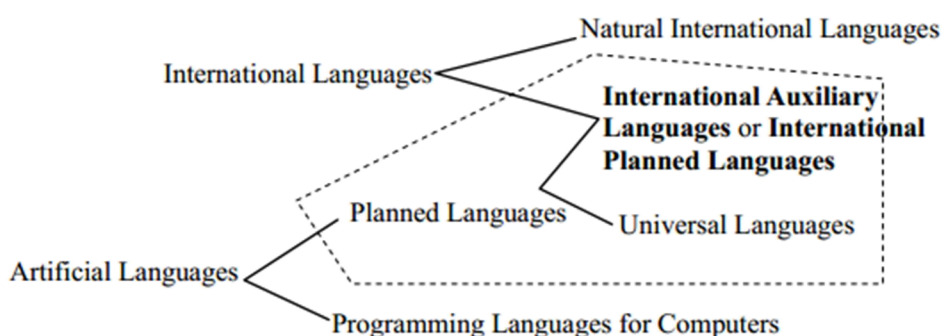 Natural International Languages
International Languages
International Auxiliary
Languages or International
Planned Languages
Planned Languages
Universal Languages
Artificial Languages
Programming Languages for Computers